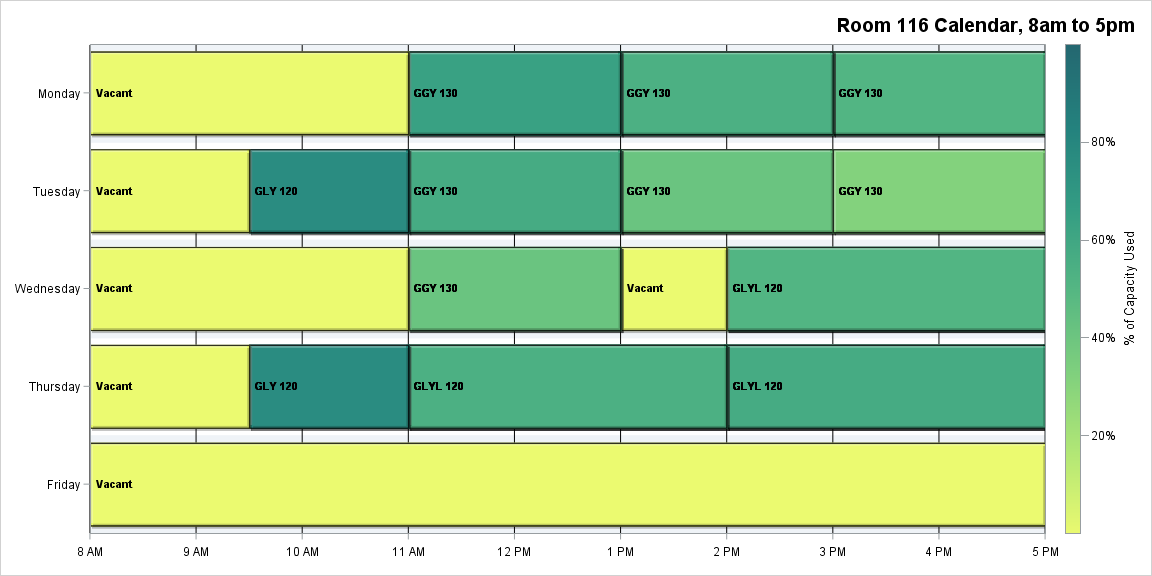 Room 116 Calendar, 8am to 5pm
Monday
Vacant
GGY 130
GGY 130
GGY 130
Tuesday
Vacant
GLY 120
GGY 130
GGY 130
GGY 130
Wednesday
Vacant
GGY 130
Vacant
GLYL 120
Thursday
Vacant
GLY 120
GLYL 120
GLYL 120
Friday
Vacant
8 AM
9 AM
10 AM
11 AM
12 PM
1 PM
2 PM
3 PM
4 PM
5 PM
80%
60%
40%
20%
% of Capacity Used